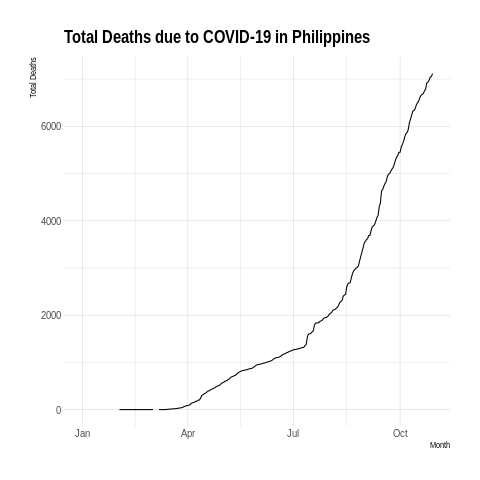 Total Deaths due to COVID-19 in Philippines
Total Deaths
6000
4000
2000
0
Jan Apr Jul Oct
Month